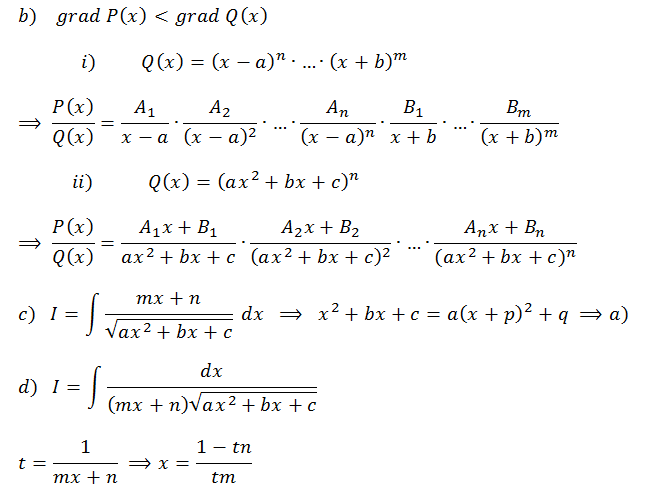 b) grad P(x) < grad Q(x)
i) Q(x) = (x − a)ⁿ · …· (x + b)ᵐ
⟹ P(x)/Q(x) = A₁/(x − a) · A₂/(x − a)² · …· Aₙ/(x − a)ⁿ · B₁/(x + b) · …· Bₘ/(x + b)ᵐ
ii) Q(x) = (ax² + bx + c)ⁿ
⟹ P(x)/Q(x) = (A₁x + B₁)/(ax² + bx + c) · (A₂x + B₂)/(ax² + bx + c)² · …· (Aₙx + Bₙ)/(ax² + bx + c)ⁿ
c) I = ∫ (mx + n)/√(ax² + bx + c) dx ⟹ x² + bx + c = a(x + p)² + q ⟹ a)
d) I = ∫ dx/((mx + n)√(ax² + bx + c))
t = 1/(mx + n) ⟹ x = (1 − tn)/(tm)